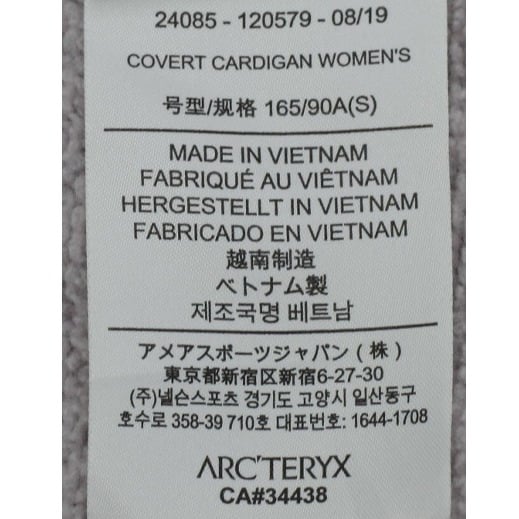 24085 - 120579 - 08/19
COVERT CARDIGAN WOMEN'S
号型/规格 165/90A(S)
MADE IN VIETNAM
FABRIQUÉ AU VIÊTNAM
HERGESTELLT IN VIETNAM
FABRICADO EN VIETNAM
越南制造
ベトナム製
제조국명 베트남
アメアスポーツジャパン（株）
東京都新宿区新宿6-27-30
(주)넬슨스포츠 경기도 고양시 일산동구
호수로 358-39 710호 대표번호: 1644-1708
ARC'TERYX
CA#34438